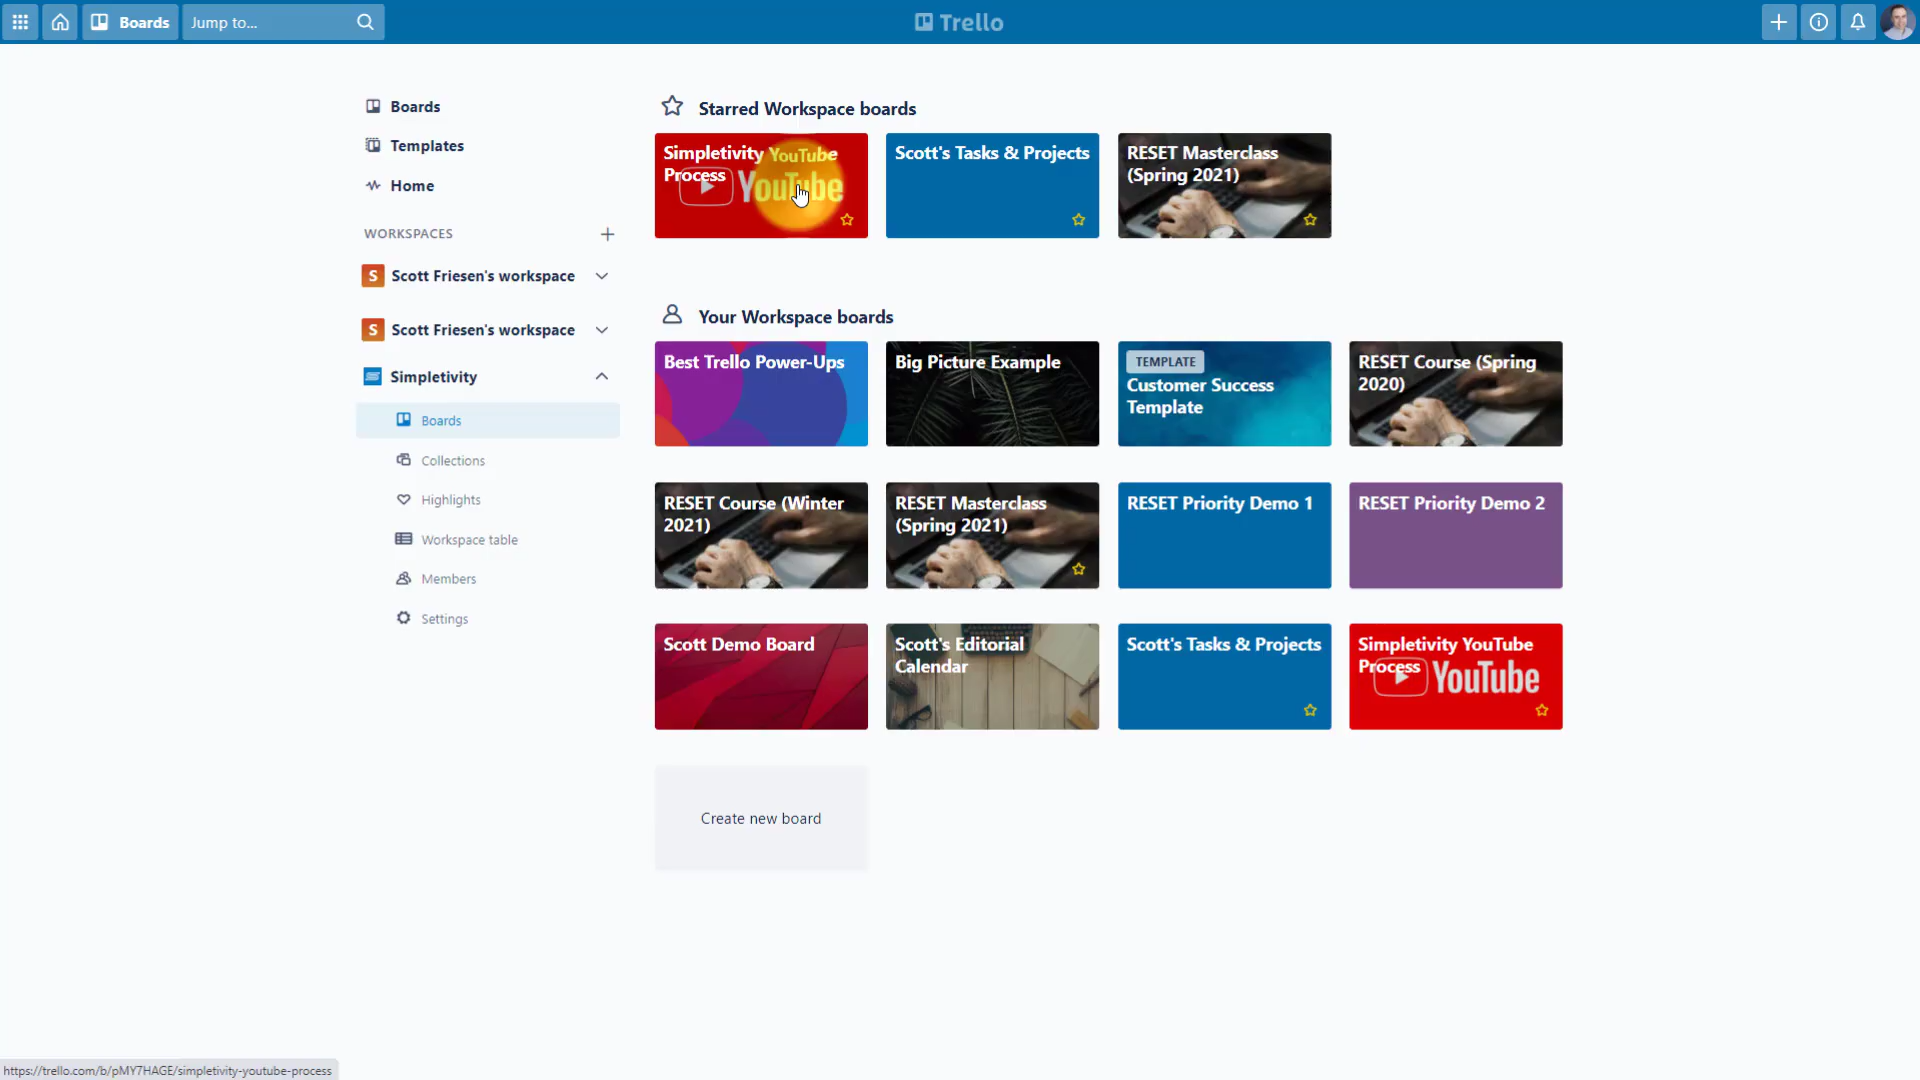 Boards
Jump to...
Trello
Boards
Templates
Home
WORKSPACES
S Scott Friesen's workspace
S Scott Friesen's workspace
Simpletivity
Boards
Collections
Highlights
Workspace table
Members
Settings
Starred Workspace boards
Simpletivity YouTube
Process
YouTube
Scott's Tasks & Projects
RESET Masterclass
(Spring 2021)
Your Workspace boards
Best Trello Power-Ups
Big Picture Example
TEMPLATE
Customer Success
Template
RESET Course (Spring
2020)
RESET Course (Winter
2021)
RESET Masterclass
(Spring 2021)
RESET Priority Demo 1
RESET Priority Demo 2
Scott Demo Board
Scott's Editorial
Calendar
Scott's Tasks & Projects
Simpletivity YouTube
Process
YouTube
Create new board
https://trello.com/b/pMY7HAGE/simpletivity-youtube-process